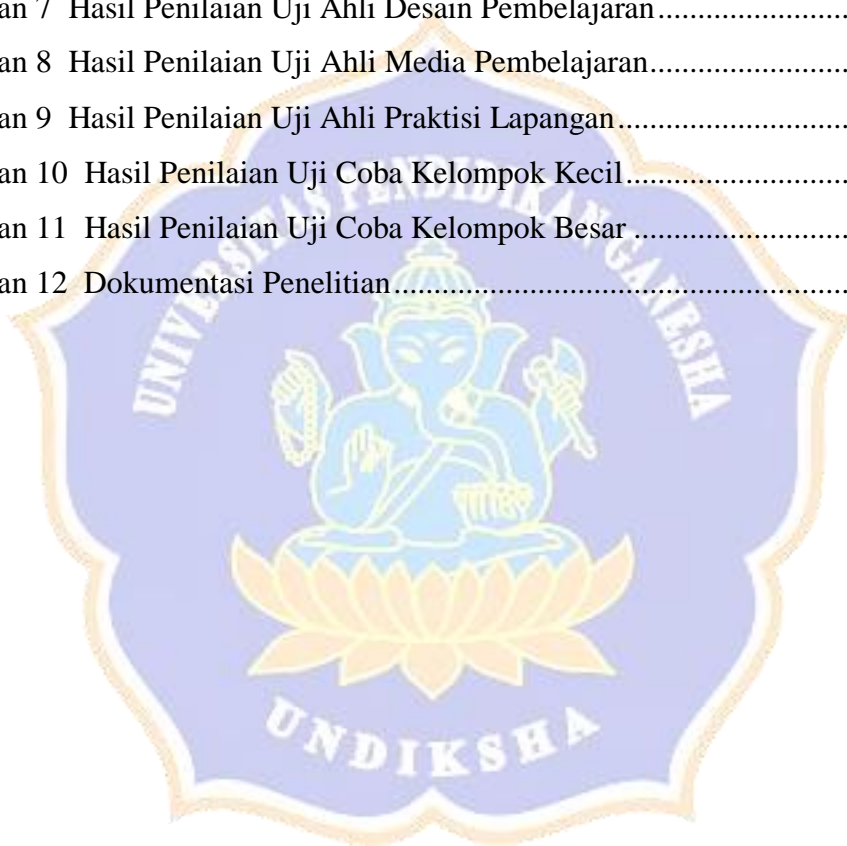 an 7 Hasil Penilaian Uji Ahli Desain Pembelajaran....................
an 8 Hasil Penilaian Uji Ahli Media Pembelajaran.....................
an 9 Hasil Penilaian Uji Ahli Praktisi Lapangan........................
an 10 Hasil Penilaian Uji Coba Kelompok Kecil.......................
an 11 Hasil Penilaian Uji Coba Kelompok Besar ......................
an 12 Dokumentasi Penelitian..................................................
UNIVERSITAS PENDIDIKAN GANESHA
UNDIKSHA